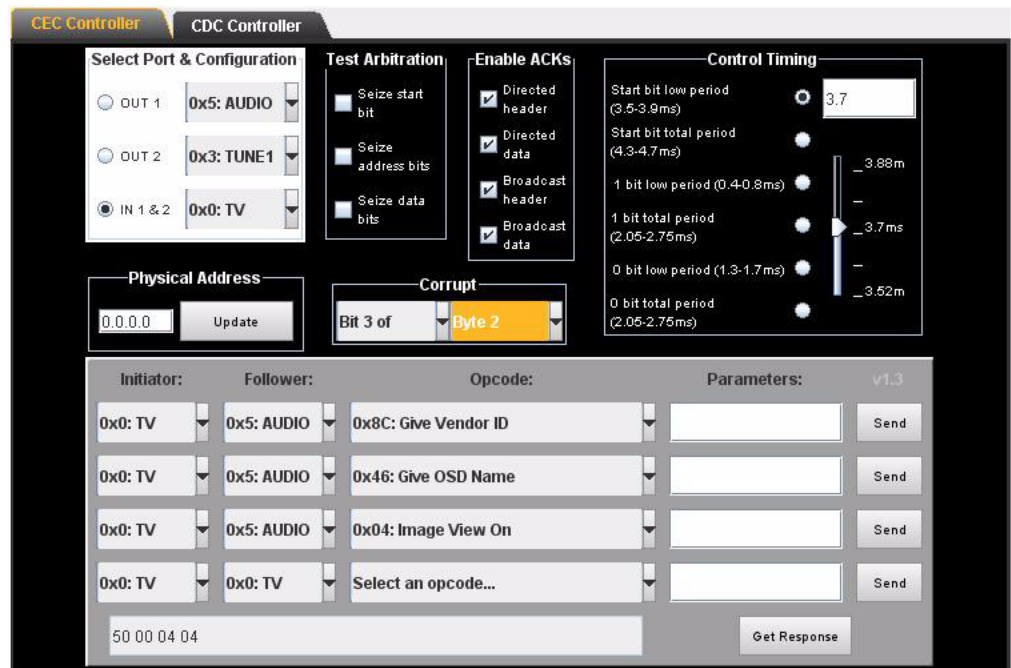 CEC Controller
CDC Controller
Select Port & Configuration
OUT 1
0x5: AUDIO
OUT 2
0x3: TUNE1
IN 1 & 2
0x0: TV
Test Arbitration
Seize start
bit
Seize
address bits
Seize data
bits
Enable ACKs
Directed
header
Directed
data
Broadcast
header
Broadcast
data
Control Timing
Start bit low period
(3.5-3.9ms)
3.7
Start bit total period
(4.3-4.7ms)
1 bit low period (0.4-0.8ms)
1 bit total period
(2.05-2.75ms)
0 bit low period (1.3-1.7ms)
0 bit total period
(2.05-2.75ms)
3.88m
3.7ms
3.52m
Physical Address
0.0.0.0
Update
Corrupt
Bit 3 of
Byte 2
Initiator: Follower: Opcode: Parameters: v1.3
0x0: TV 0x5: AUDIO 0x8C: Give Vendor ID Send
0x0: TV 0x5: AUDIO 0x46: Give OSD Name Send
0x0: TV 0x5: AUDIO 0x04: Image View On Send
0x0: TV 0x0: TV Select an opcode... Send
50 00 04 04
Get Response